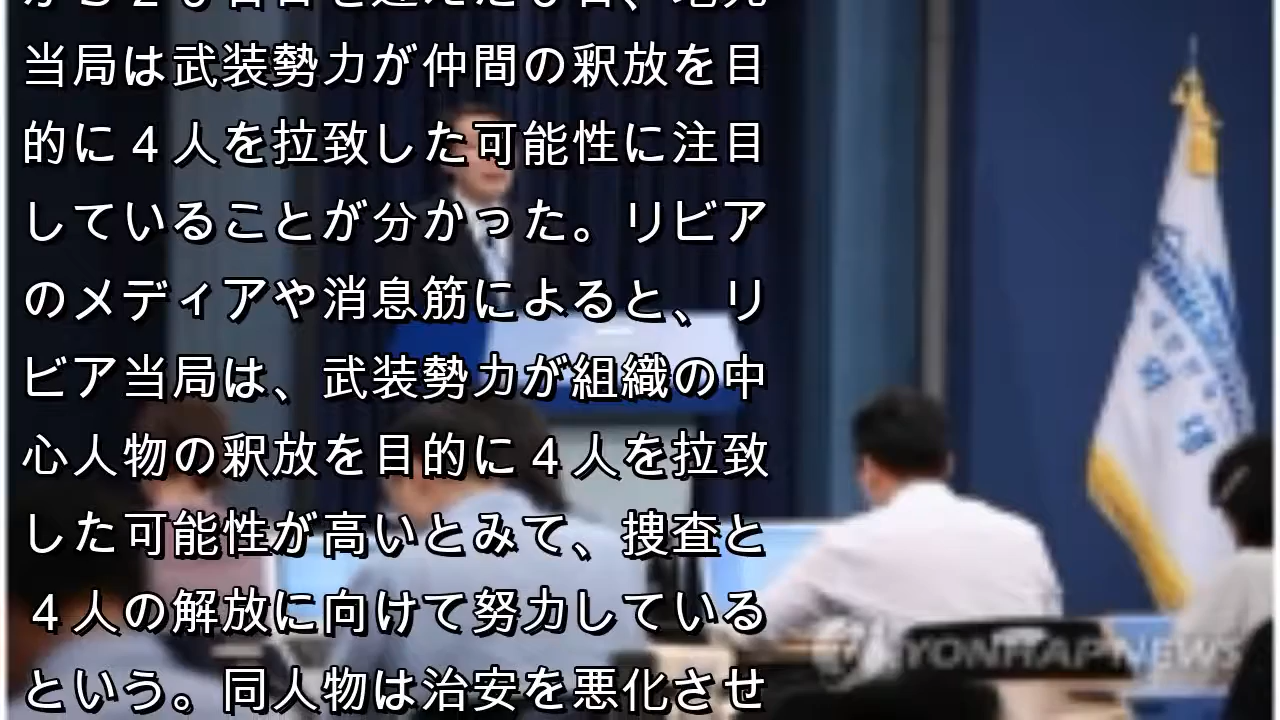 当局は武装勢力が仲間の釈放を目
的に４人を拉致した可能性に注目
していることが分かった。リビア
のメディアや消息筋によると、リ
ビア当局は、武装勢力が組織の中
心人物の釈放を目的に４人を拉致
した可能性が高いとみて、捜査と
４人の解放に向けて努力している
という。同人物は治安を悪化させ
YONHAP NEWS